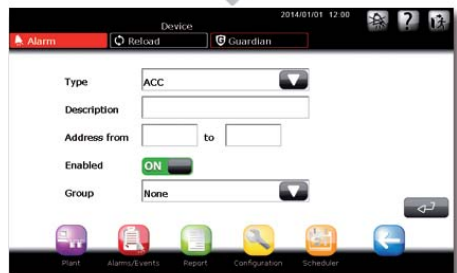 Device
2014/01/01 12:00
?
Alarm Reload G Guardian
Type ACC
Description
Address from to
Enabled ON
Group None
Plant Alarms/Events Report Configuration Scheduler